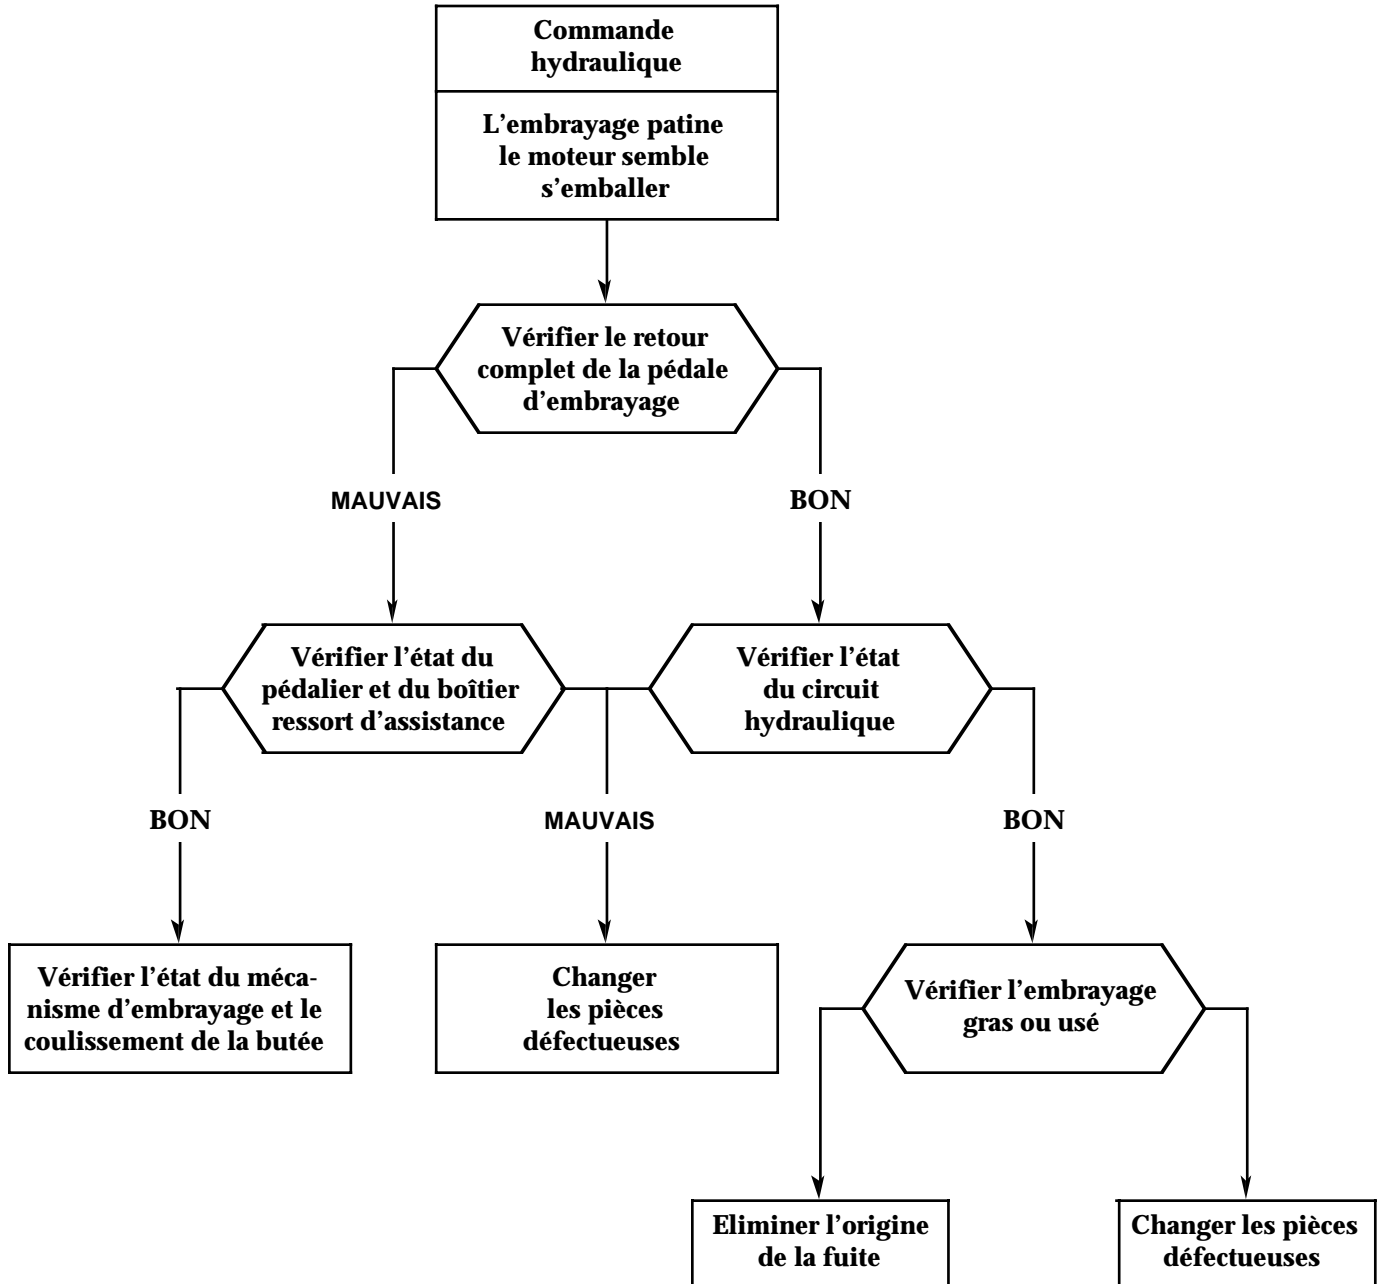 Commande
hydraulique
L’embrayage patine
le moteur semble
s’emballer
Vérifier le retour
complet de la pédale
d’embrayage
MAUVAIS
BON
Vérifier l’état du
pédalier et du boîtier
ressort d’assistance
Vérifier l’état
du circuit
hydraulique
BON
MAUVAIS
BON
Vérifier l’état du méca-
nisme d’embrayage et le
coulissement de la butée
Changer
les pièces
défectueuses
Vérifier l’embrayage
gras ou usé
Eliminer l’origine
de la fuite
Changer les pièces
défectueuses